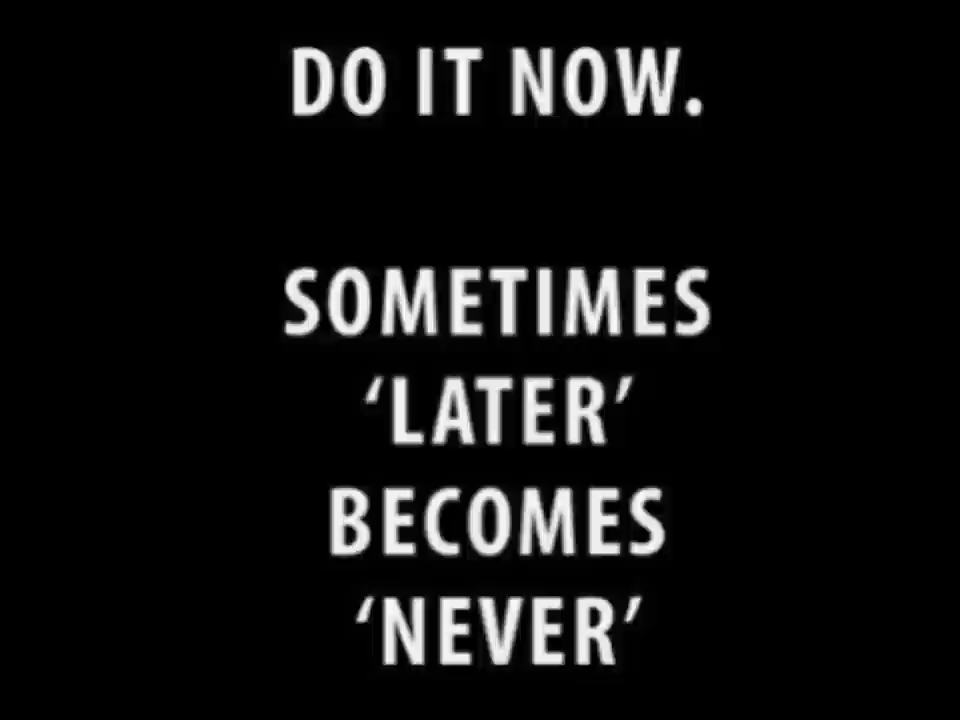 DO IT NOW.
SOMETIMES
‘LATER’
BECOMES
‘NEVER’